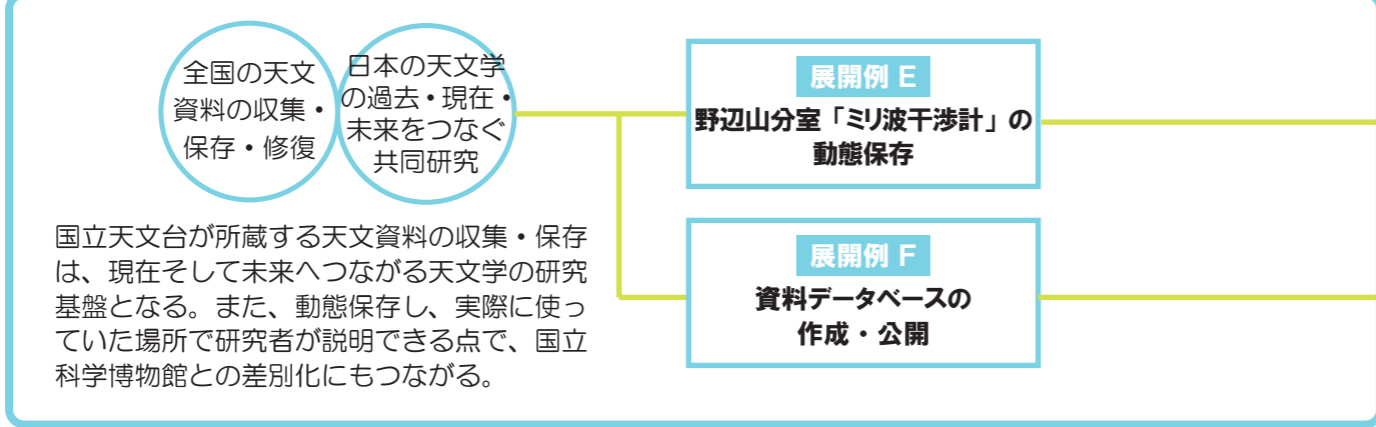 全国の天文
資料の収集・
保存・修復
日本の天文学
の過去・現在・
未来をつなぐ
共同研究
国立天文台が所蔵する天文資料の収集・保存
は、現在そして未来へつながる天文学の研究
基盤となる。また、動態保存し、実際に使っ
ていた場所で研究者が説明できる点で、国立
科学博物館との差別化にもつながる。
展開例 E
野辺山分室「ミリ波干渉計」の
動態保存
展開例 F
資料データベースの
作成・公開